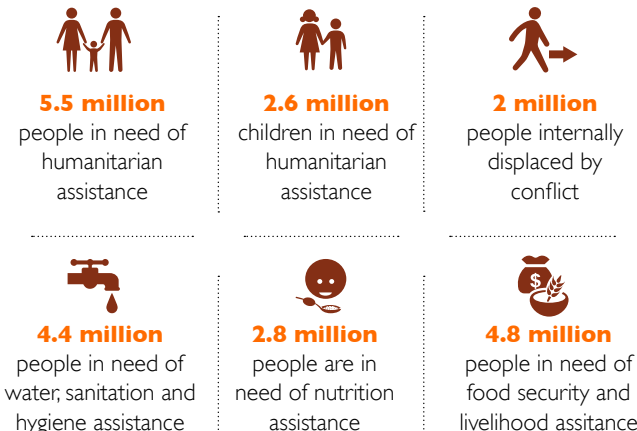 5.5 million
people in need of
humanitarian
assistance
2.6 million
children in need of
humanitarian
assistance
2 million
people internally
displaced by
conflict
4.4 million
people in need of
water, sanitation and
hygiene assistance
2.8 million
people are in
need of nutrition
assistance
$
4.8 million
people in need of
food security and
livelihood assitance